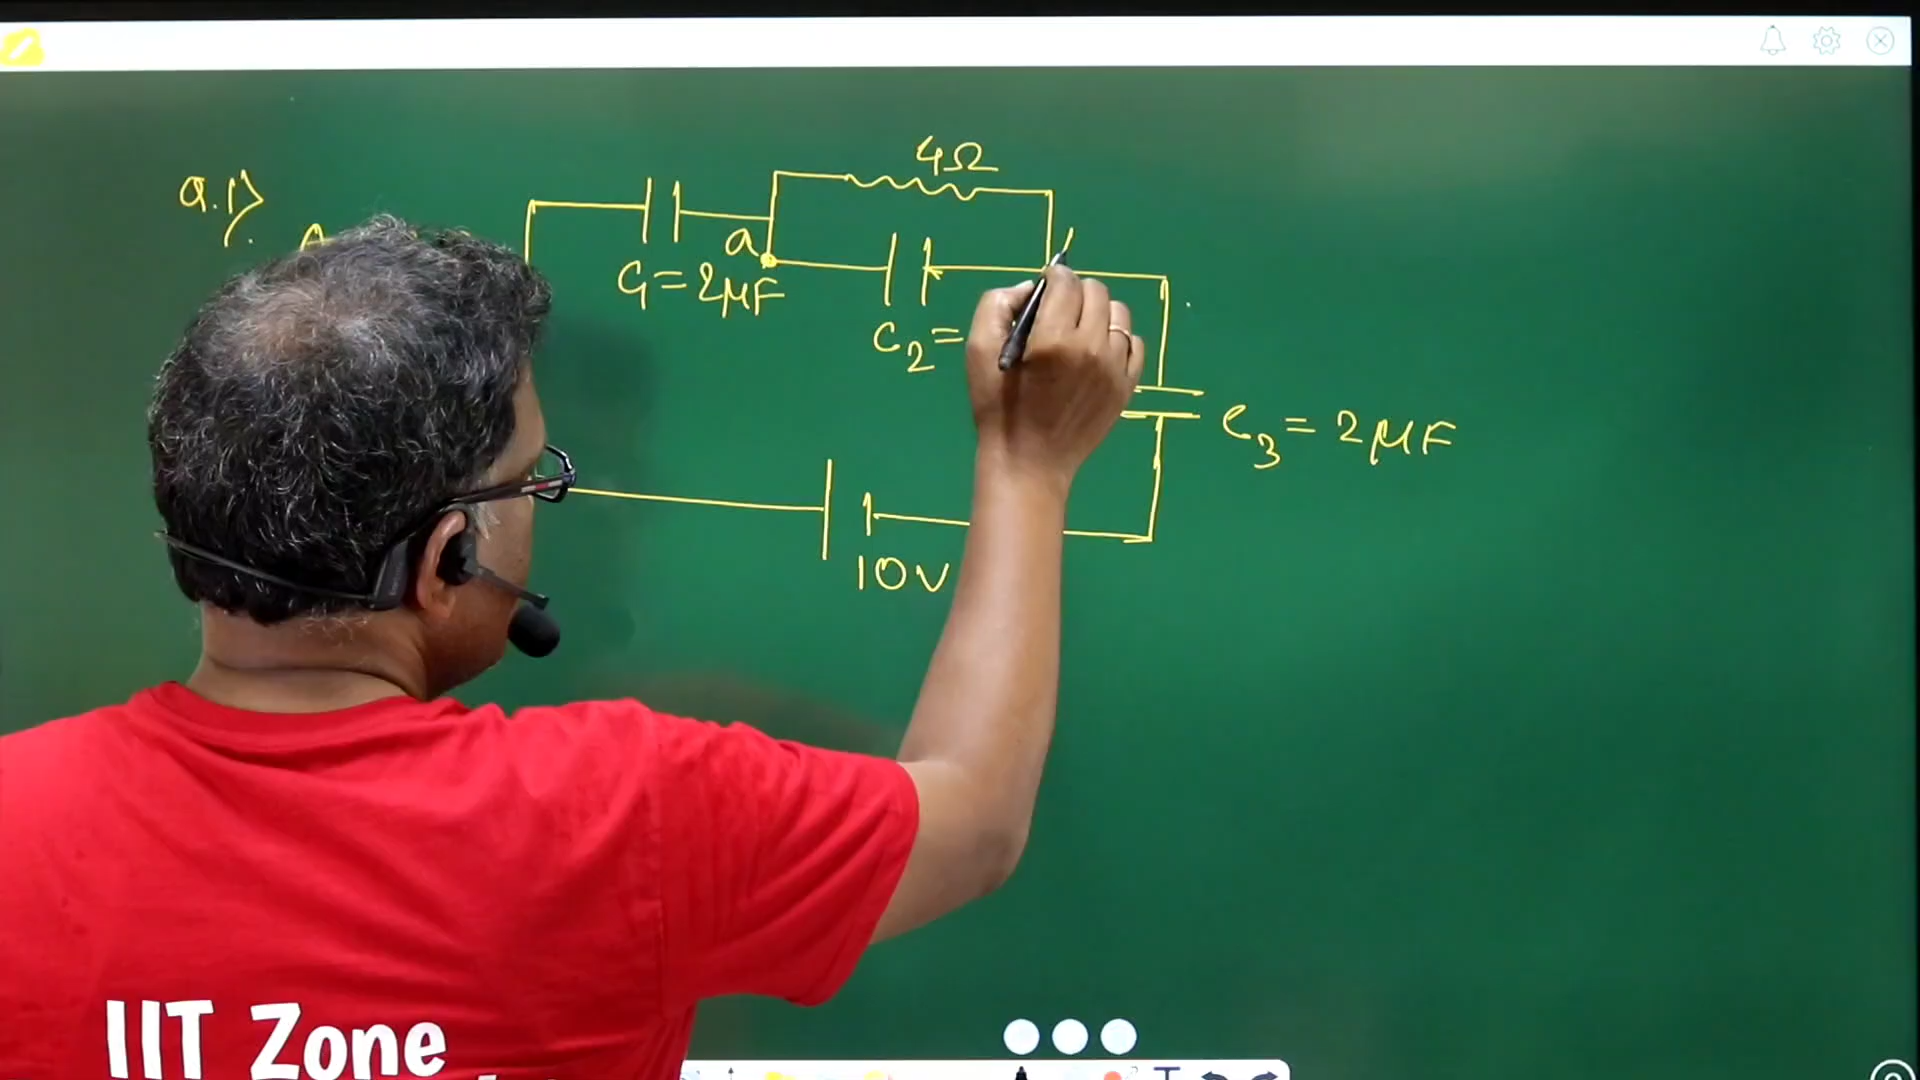 Q.1)
4Ω
a
C1 = 2μF
C2 =
C3 = 2μF
10V
IIT Zone
T